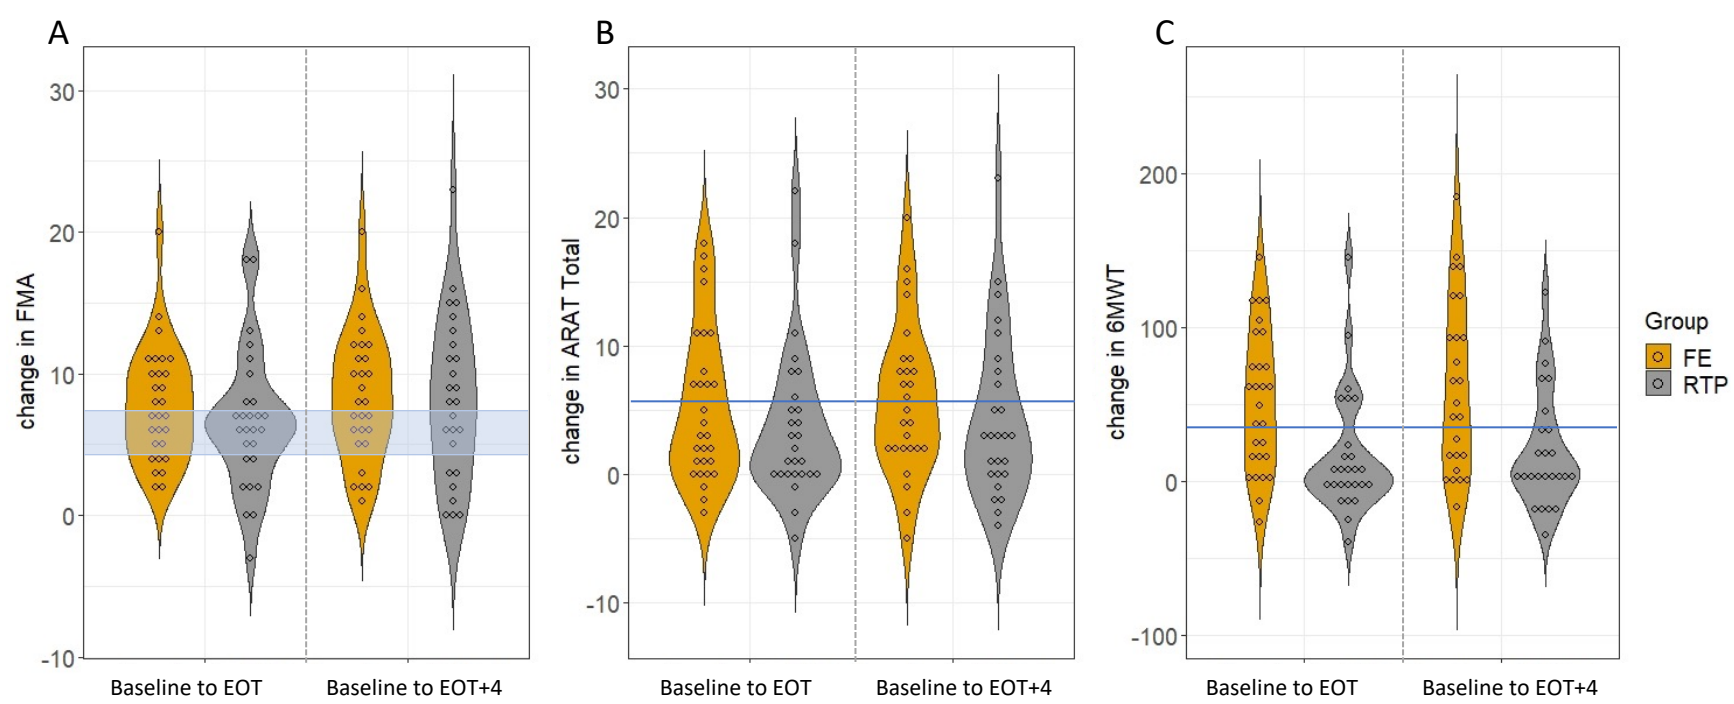 A
change in FMA
30
20
10
0
-10
Baseline to EOT
Baseline to EOT+4
B
change in ARAT Total
30
20
10
0
-10
Baseline to EOT
Baseline to EOT+4
C
change in 6MWT
200
100
0
-100
Baseline to EOT
Baseline to EOT+4
Group
FE
RTP